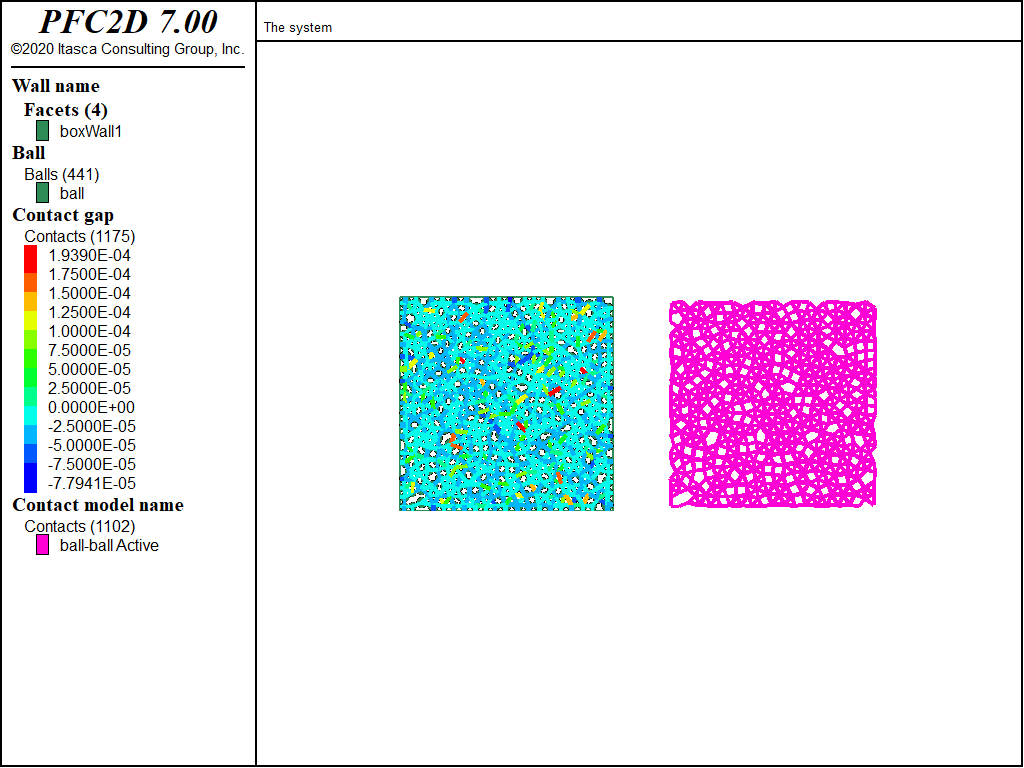 PFC2D 7.00
©2020 Itasca Consulting Group, Inc.
The system
Wall name
Facets (4)
boxWall1
Ball
Balls (441)
ball
Contact gap
Contacts (1175)
1.9390E-04
1.7500E-04
1.5000E-04
1.2500E-04
1.0000E-04
7.5000E-05
5.0000E-05
2.5000E-05
0.0000E+00
-2.5000E-05
-5.0000E-05
-7.5000E-05
-7.7941E-05
Contact model name
Contacts (1102)
ball-ball Active